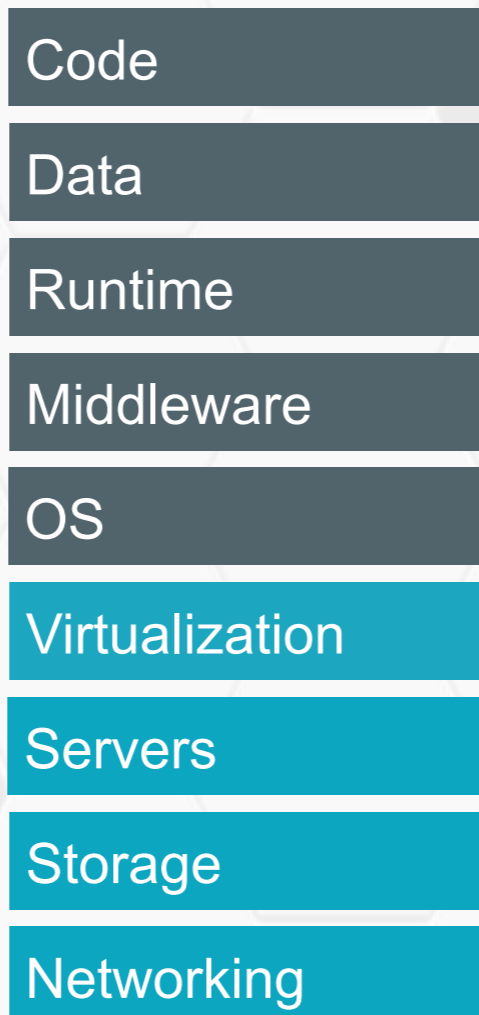 Code
Data
Runtime
Middleware
OS
Virtualization
Servers
Storage
Networking